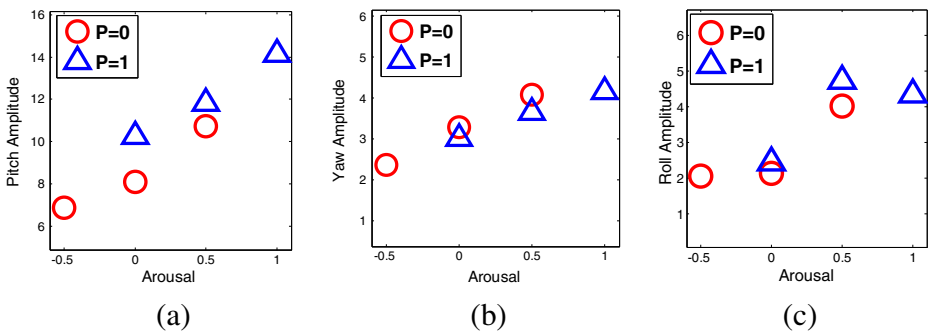 Pitch Amplitude
16
14
12
10
8
6
P=0
P=1
-0.5 0 0.5 1
Arousal
(a)
Yaw Amplitude
6
5
4
3
2
1
P=0
P=1
-0.5 0 0.5 1
Arousal
(b)
Roll Amplitude
6
5
4
3
2
1
P=0
P=1
-0.5 0 0.5 1
Arousal
(c)